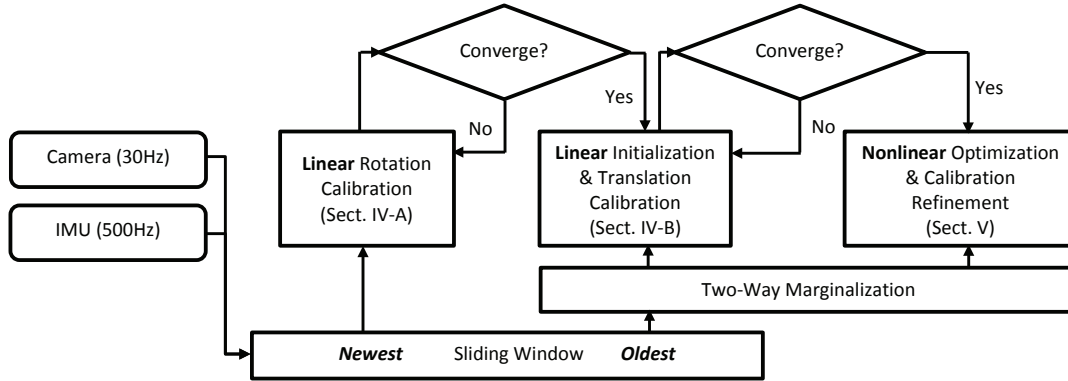 Converge?
Converge?
Yes
Yes
No
No
Camera (30Hz)
IMU (500Hz)
Linear Rotation
Calibration
(Sect. IV-A)
Linear Initialization
& Translation
Calibration
(Sect. IV-B)
Nonlinear Optimization
& Calibration
Refinement
(Sect. V)
Two-Way Marginalization
Newest Sliding Window Oldest